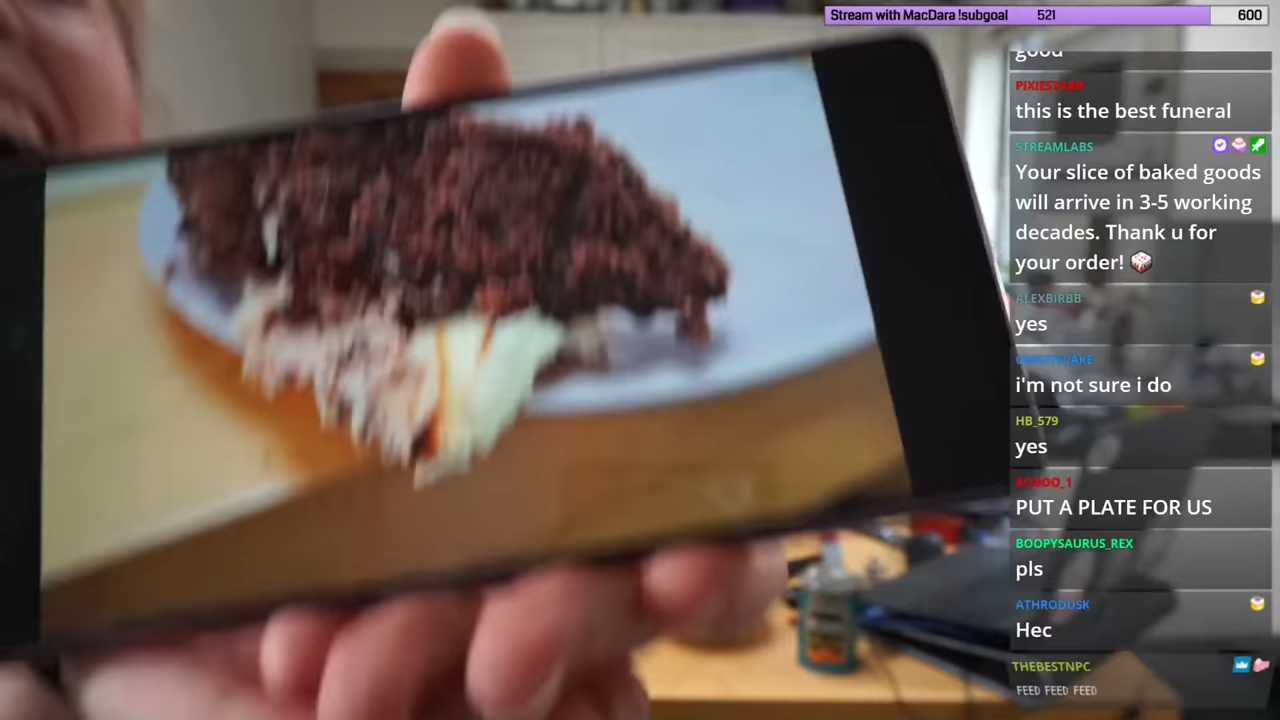 Stream with MacDara !subgoal 521 600
good
PIXIESTARR
this is the best funeral
STREAMLABS
Your slice of baked goods
will arrive in 3-5 working
decades. Thank u for
your order!
ALEXBIRBB
yes
i'm not sure i do
HB_579
yes
PUT A PLATE FOR US
BOOPYSAURUS_REX
pls
ATHRODUSK
Hec
THEBESTNPC
FEED FEED FEED